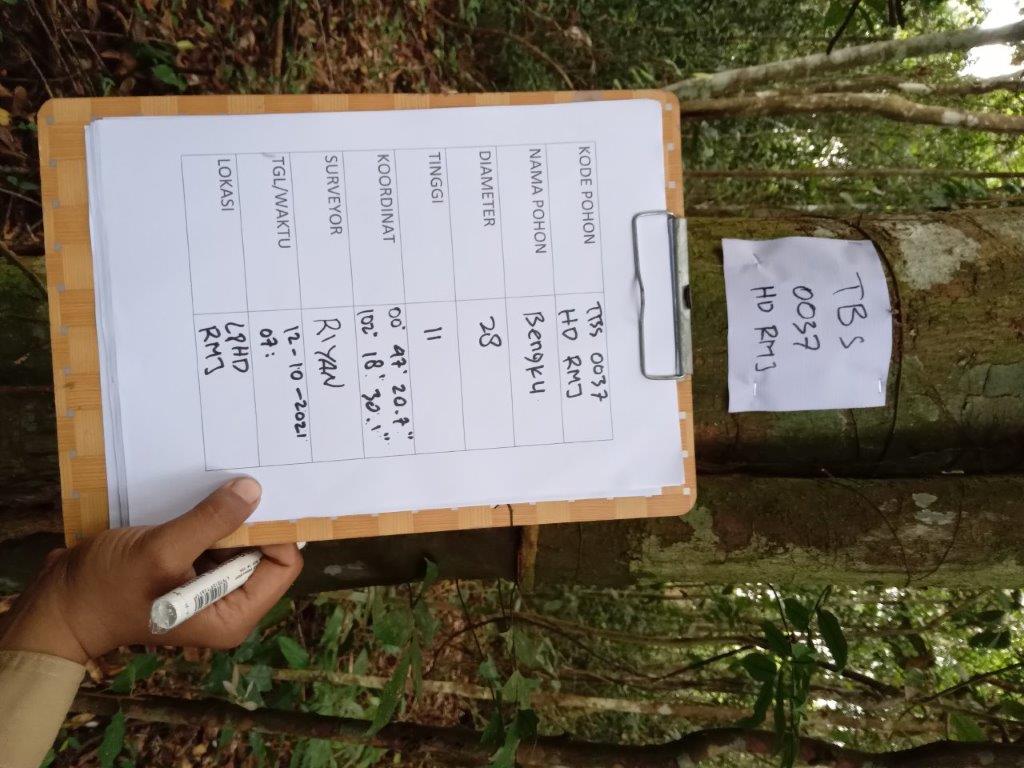 KODE POHON TBS 0037
HD RMJ
NAMA POHON Bengku
DIAMETER 28
TINGGI 11
KOORDINAT 00° 47' 20.7"
102° 18' 30.1"
SURVEYOR RIYAN
TGL/WAKTU 12-10-2021
07:
LOKASI LPHD
RMJ
TBS
0037
HD RMJ